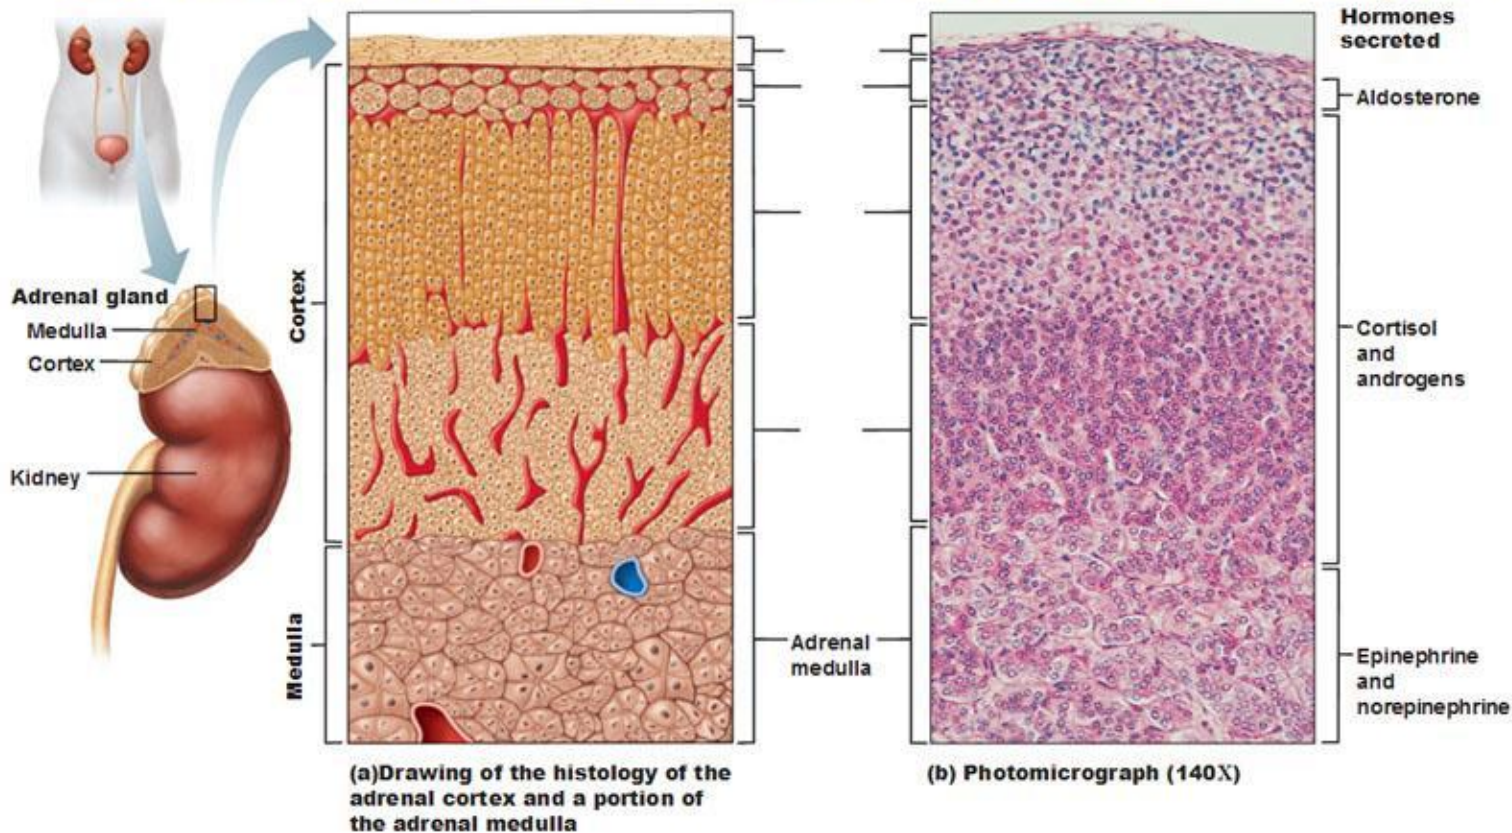 Hormones
secreted
Aldosterone
Adrenal gland
Medulla
Cortex
Kidney
Cortex
Medulla
Cortisol
and
androgens
Adrenal
medulla
Epinephrine
and
norepinephrine
(a)Drawing of the histology of the
adrenal cortex and a portion of
the adrenal medulla
(b) Photomicrograph (140X)